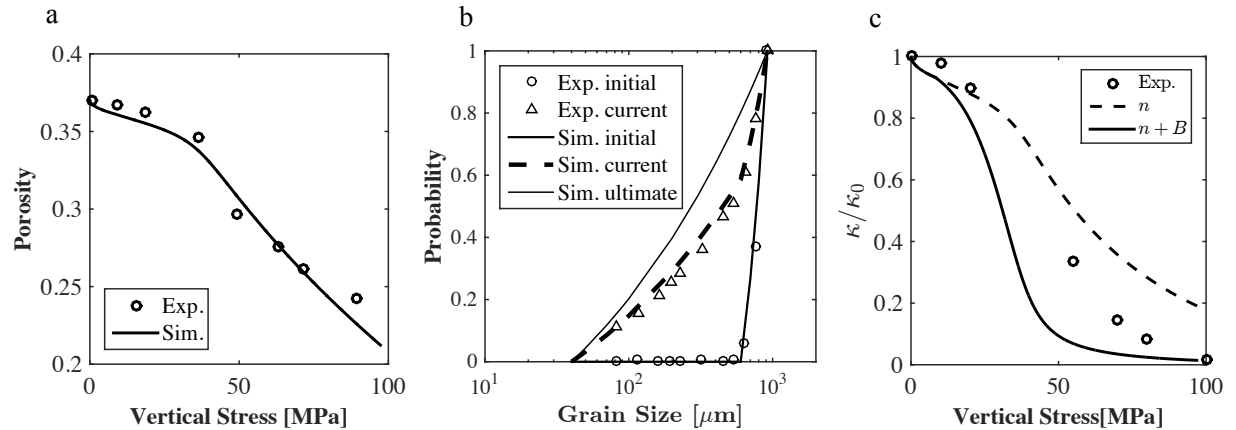 a
0.4
0.35
0.3
0.25
0.2
Porosity
Exp.
Sim.
0
50
100
Vertical Stress [MPa]
b
1
0.8
0.6
0.4
0.2
0
Probability
Exp. initial
Exp. current
Sim. initial
Sim. current
Sim. ultimate
10^1
10^2
10^3
Grain Size [μm]
c
1
0.8
0.6
0.4
0.2
0
κ/κ₀
Exp.
n
n + B
0
50
100
Vertical Stress[MPa]